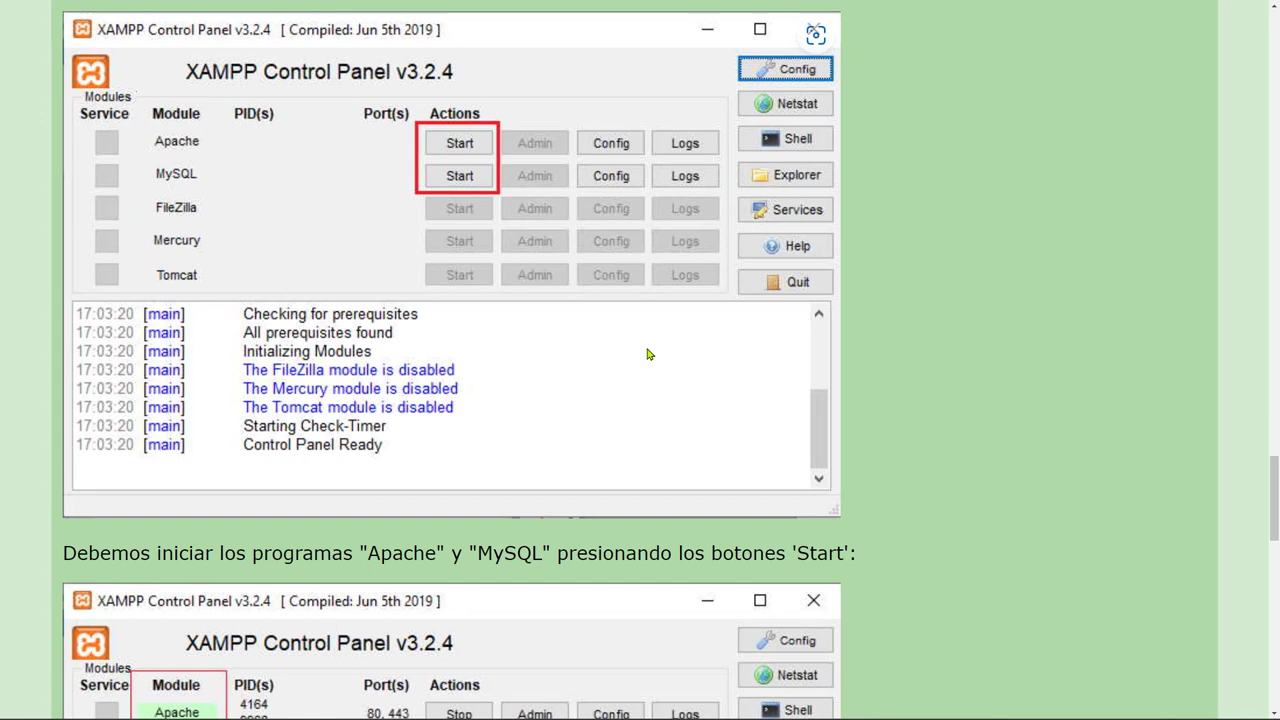 XAMPP Control Panel v3.2.4 [ Compiled: Jun 5th 2019 ]
XAMPP Control Panel v3.2.4
Config
Modules
Service Module PID(s) Port(s) Actions
Netstat
Apache Start Admin Config Logs
Shell
MySQL Start Admin Config Logs
Explorer
FileZilla Start Admin Config Logs
Services
Mercury Start Admin Config Logs
Help
Tomcat Start Admin Config Logs
Quit
17:03:20 [main] Checking for prerequisites
17:03:20 [main] All prerequisites found
17:03:20 [main] Initializing Modules
17:03:20 [main] The FileZilla module is disabled
17:03:20 [main] The Mercury module is disabled
17:03:20 [main] The Tomcat module is disabled
17:03:20 [main] Starting Check-Timer
17:03:20 [main] Control Panel Ready
Debemos iniciar los programas "Apache" y "MySQL" presionando los botones 'Start':
XAMPP Control Panel v3.2.4 [ Compiled: Jun 5th 2019 ]
XAMPP Control Panel v3.2.4
Config
Modules
Service Module PID(s) Port(s) Actions
Netstat
Apache 4164 80, 443 Stop Admin Config Logs
Shell